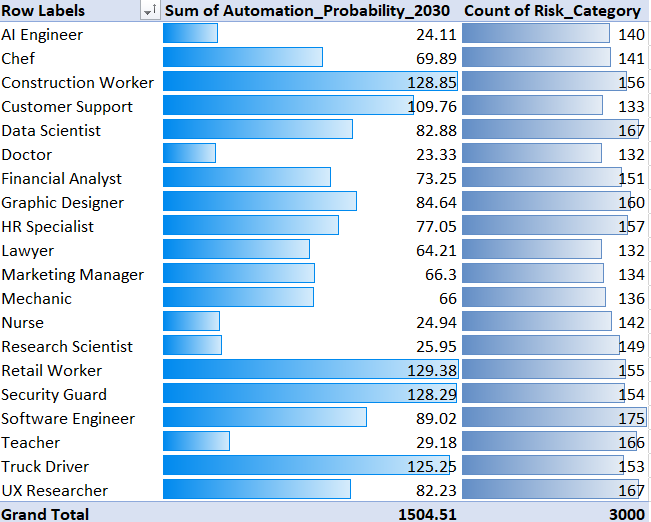 Row Labels Sum of Automation_Probability_2030 Count of Risk_Category
AI Engineer 24.11 140
Chef 69.89 141
Construction Worker 128.85 156
Customer Support 109.76 133
Data Scientist 82.88 167
Doctor 23.33 132
Financial Analyst 73.25 151
Graphic Designer 84.64 160
HR Specialist 77.05 157
Lawyer 64.21 132
Marketing Manager 66.3 134
Mechanic 66 136
Nurse 24.94 142
Research Scientist 25.95 149
Retail Worker 129.38 155
Security Guard 128.29 154
Software Engineer 89.02 175
Teacher 29.18 166
Truck Driver 125.25 153
UX Researcher 82.23 167
Grand Total 1504.51 3000